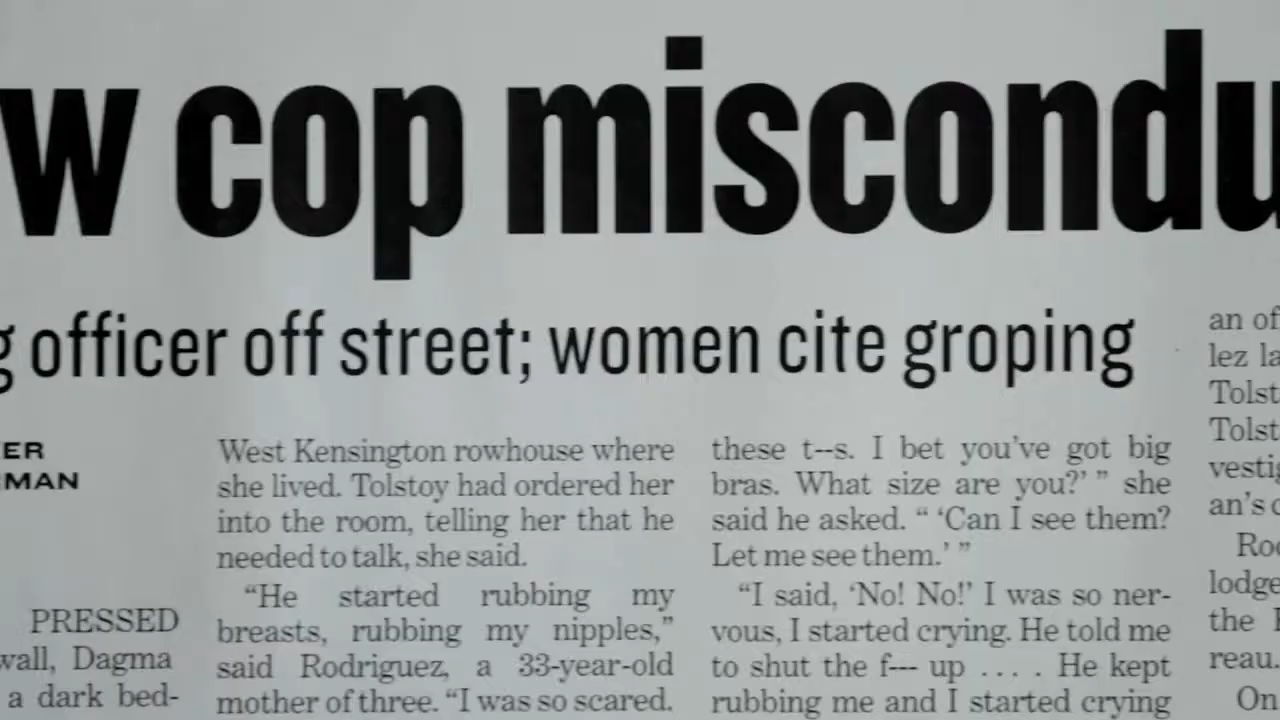 w cop miscondu
g officer off street; women cite groping
ER
MAN
PRESSED
wall, Dagma
a dark bed-
West Kensington rowhouse where
she lived. Tolstoy had ordered her
into the room, telling her that he
needed to talk, she said.
“He started rubbing my
breasts, rubbing my nipples,”
said Rodriguez, a 33-year-old
mother of three. “I was so scared.
these t--s. I bet you’ve got big
bras. What size are you?’ ” she
said he asked. “ ‘Can I see them?
Let me see them.’ ”
“I said, ‘No! No!’ I was so ner-
vous, I started crying. He told me
to shut the f--- up . . . . He kept
rubbing me and I started crying
an of
lez la
Tolst
Tolst
vestig
an’s c
Roc
lodge
the
reau.
On